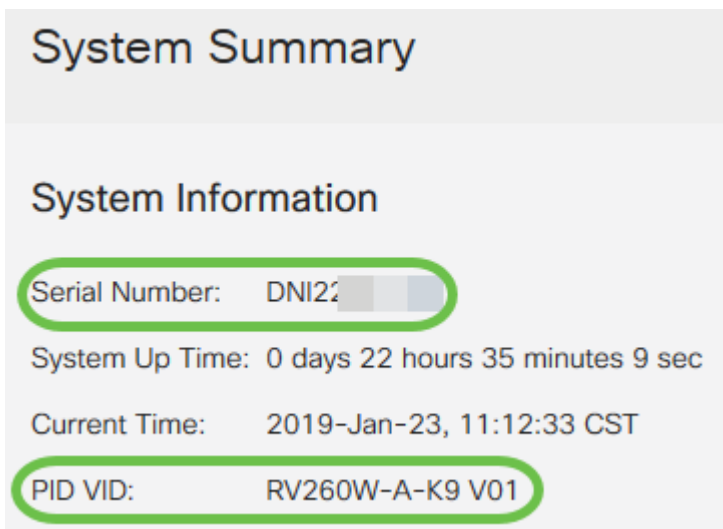 System Summary
System Information
Serial Number: DNI22
System Up Time: 0 days 22 hours 35 minutes 9 sec
Current Time: 2019-Jan-23, 11:12:33 CST
PID VID: RV260W-A-K9 V01